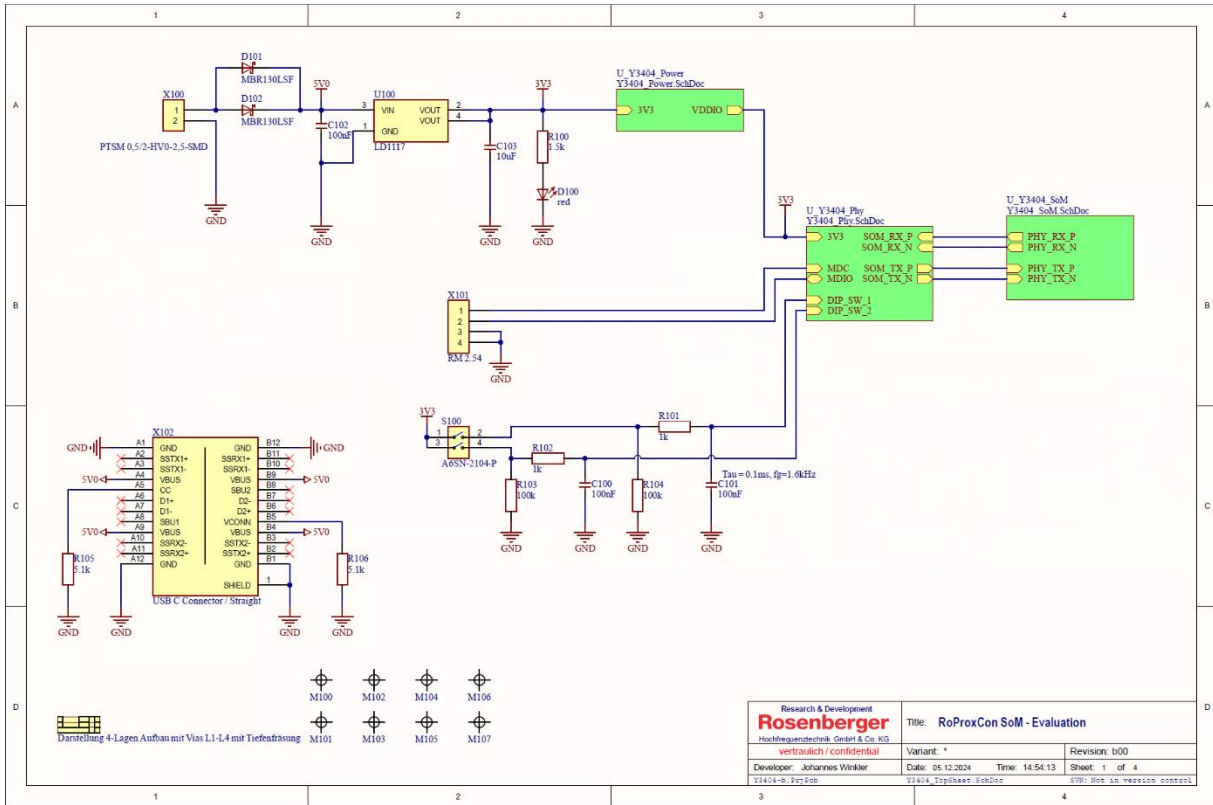 1 2 3 4
A
D101
MBR130LSF
D102
MBR130LSF
X100
1
2
PTSM 0,5/2-HV0-2,5-SMD
GND
5V0
C102
100nF
GND
U100
3 VIN VOUT 2
VOUT 4
1 GND
LD1117
C103
10uF
GND
3V3
R100
1.5k
D100
red
GND
U_Y3404_Power
Y3404_Power.SchDoc
3V3 VDDIO
A
B
3V3
U_Y3404_Phy
Y3404_Phy.SchDoc
3V3 SOM_RX_P
SOM_RX_N
MDC SOM_TX_P
MDIO SOM_TX_N
DIP_SW_1
DIP_SW_2
U_Y3404_SoM
Y3404_SoM.SchDoc
PHY_RX_P
PHY_RX_N
PHY_TX_P
PHY_TX_N
X101
1
2
3
4
RM 2.54
GND
B
C
3V3
S100
1 2
3 4
A6SN-2104-P
R101
1k
R102
1k
R103
100k
GND
C100
100nF
GND
R104
100k
GND
Tau = 0.1ms, fg=1.6kHz
C101
100nF
GND
X102
GND A1 GND GND B12 GND
A2 SSTX1+ SSRX1+ B11
A3 SSTX1- SSRX1- B10
5V0 A4 VBUS VBUS B9 5V0
A5 CC SBU2 B8
A6 D1+ D2- B7
A7 D1- D2+ B6
A8 SBU1 VCONN B5
5V0 A9 VBUS VBUS B4 5V0
A10 SSRX2- SSTX2- B3
A11 SSRX2+ SSTX2+ B2
A12 GND GND B1
SHIELD 1
USB C Connector / Straight
R105
5.1k
R106
5.1k
GND GND GND GND
C
D
M100 M102 M104 M106
M101 M103 M105 M107
Darstellung 4-Lagen Aufbau mit Vias L1-L4 mit Tiefenfräsung
Research & Development
Rosenberger
Hochfrequenztechnik GmbH & Co. KG
vertraulich / confidential
Title: RoProxCon SoM - Evaluation
Variant: * Revision: b00
Developer: Johannes Winkler Date: 05.12.2024 Time: 14:54:13 Sheet: 1 of 4
Y3404-b.PrjPcb Y3404_TopSheet.SchDoc SVN: Not in version control
D
1 2 3 4